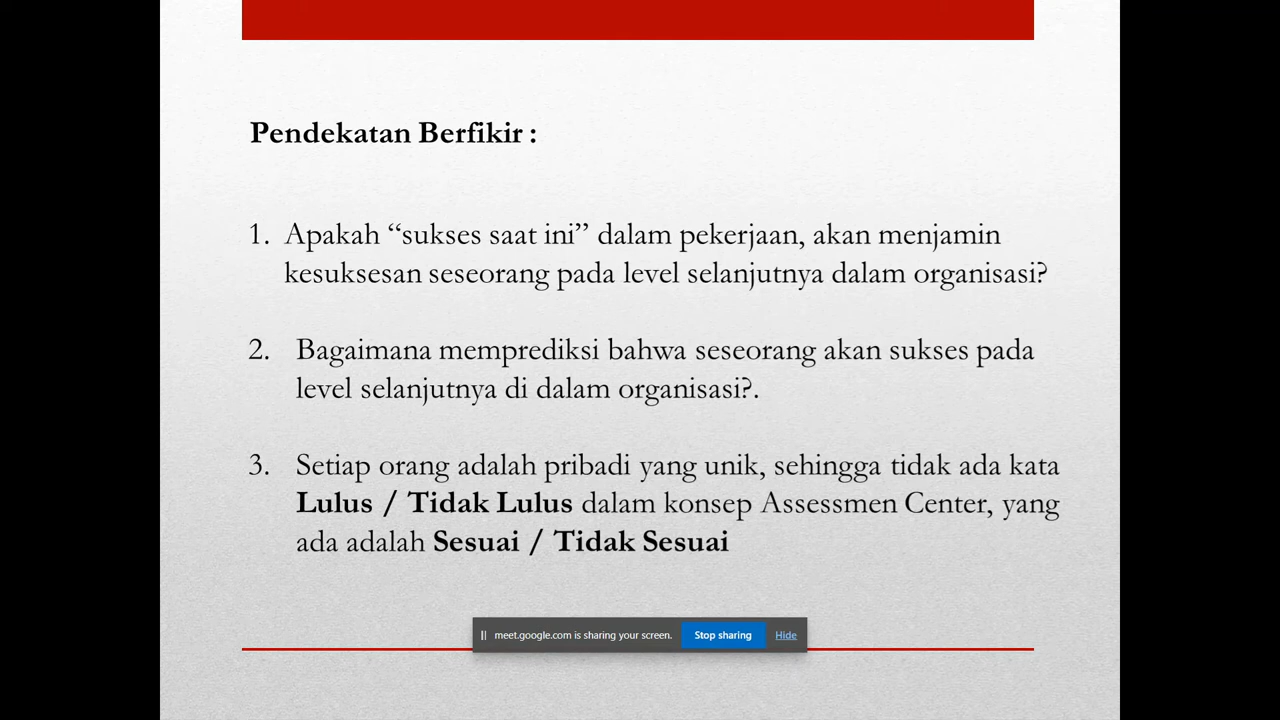 Pendekatan Berfikir :
1. Apakah “sukses saat ini” dalam pekerjaan, akan menjamin
kesuksesan seseorang pada level selanjutnya dalam organisasi?
2. Bagaimana memprediksi bahwa seseorang akan sukses pada
level selanjutnya di dalam organisasi?.
3. Setiap orang adalah pribadi yang unik, sehingga tidak ada kata
Lulus / Tidak Lulus dalam konsep Assessmen Center, yang
ada adalah Sesuai / Tidak Sesuai
meet.google.com is sharing your screen. Stop sharing Hide